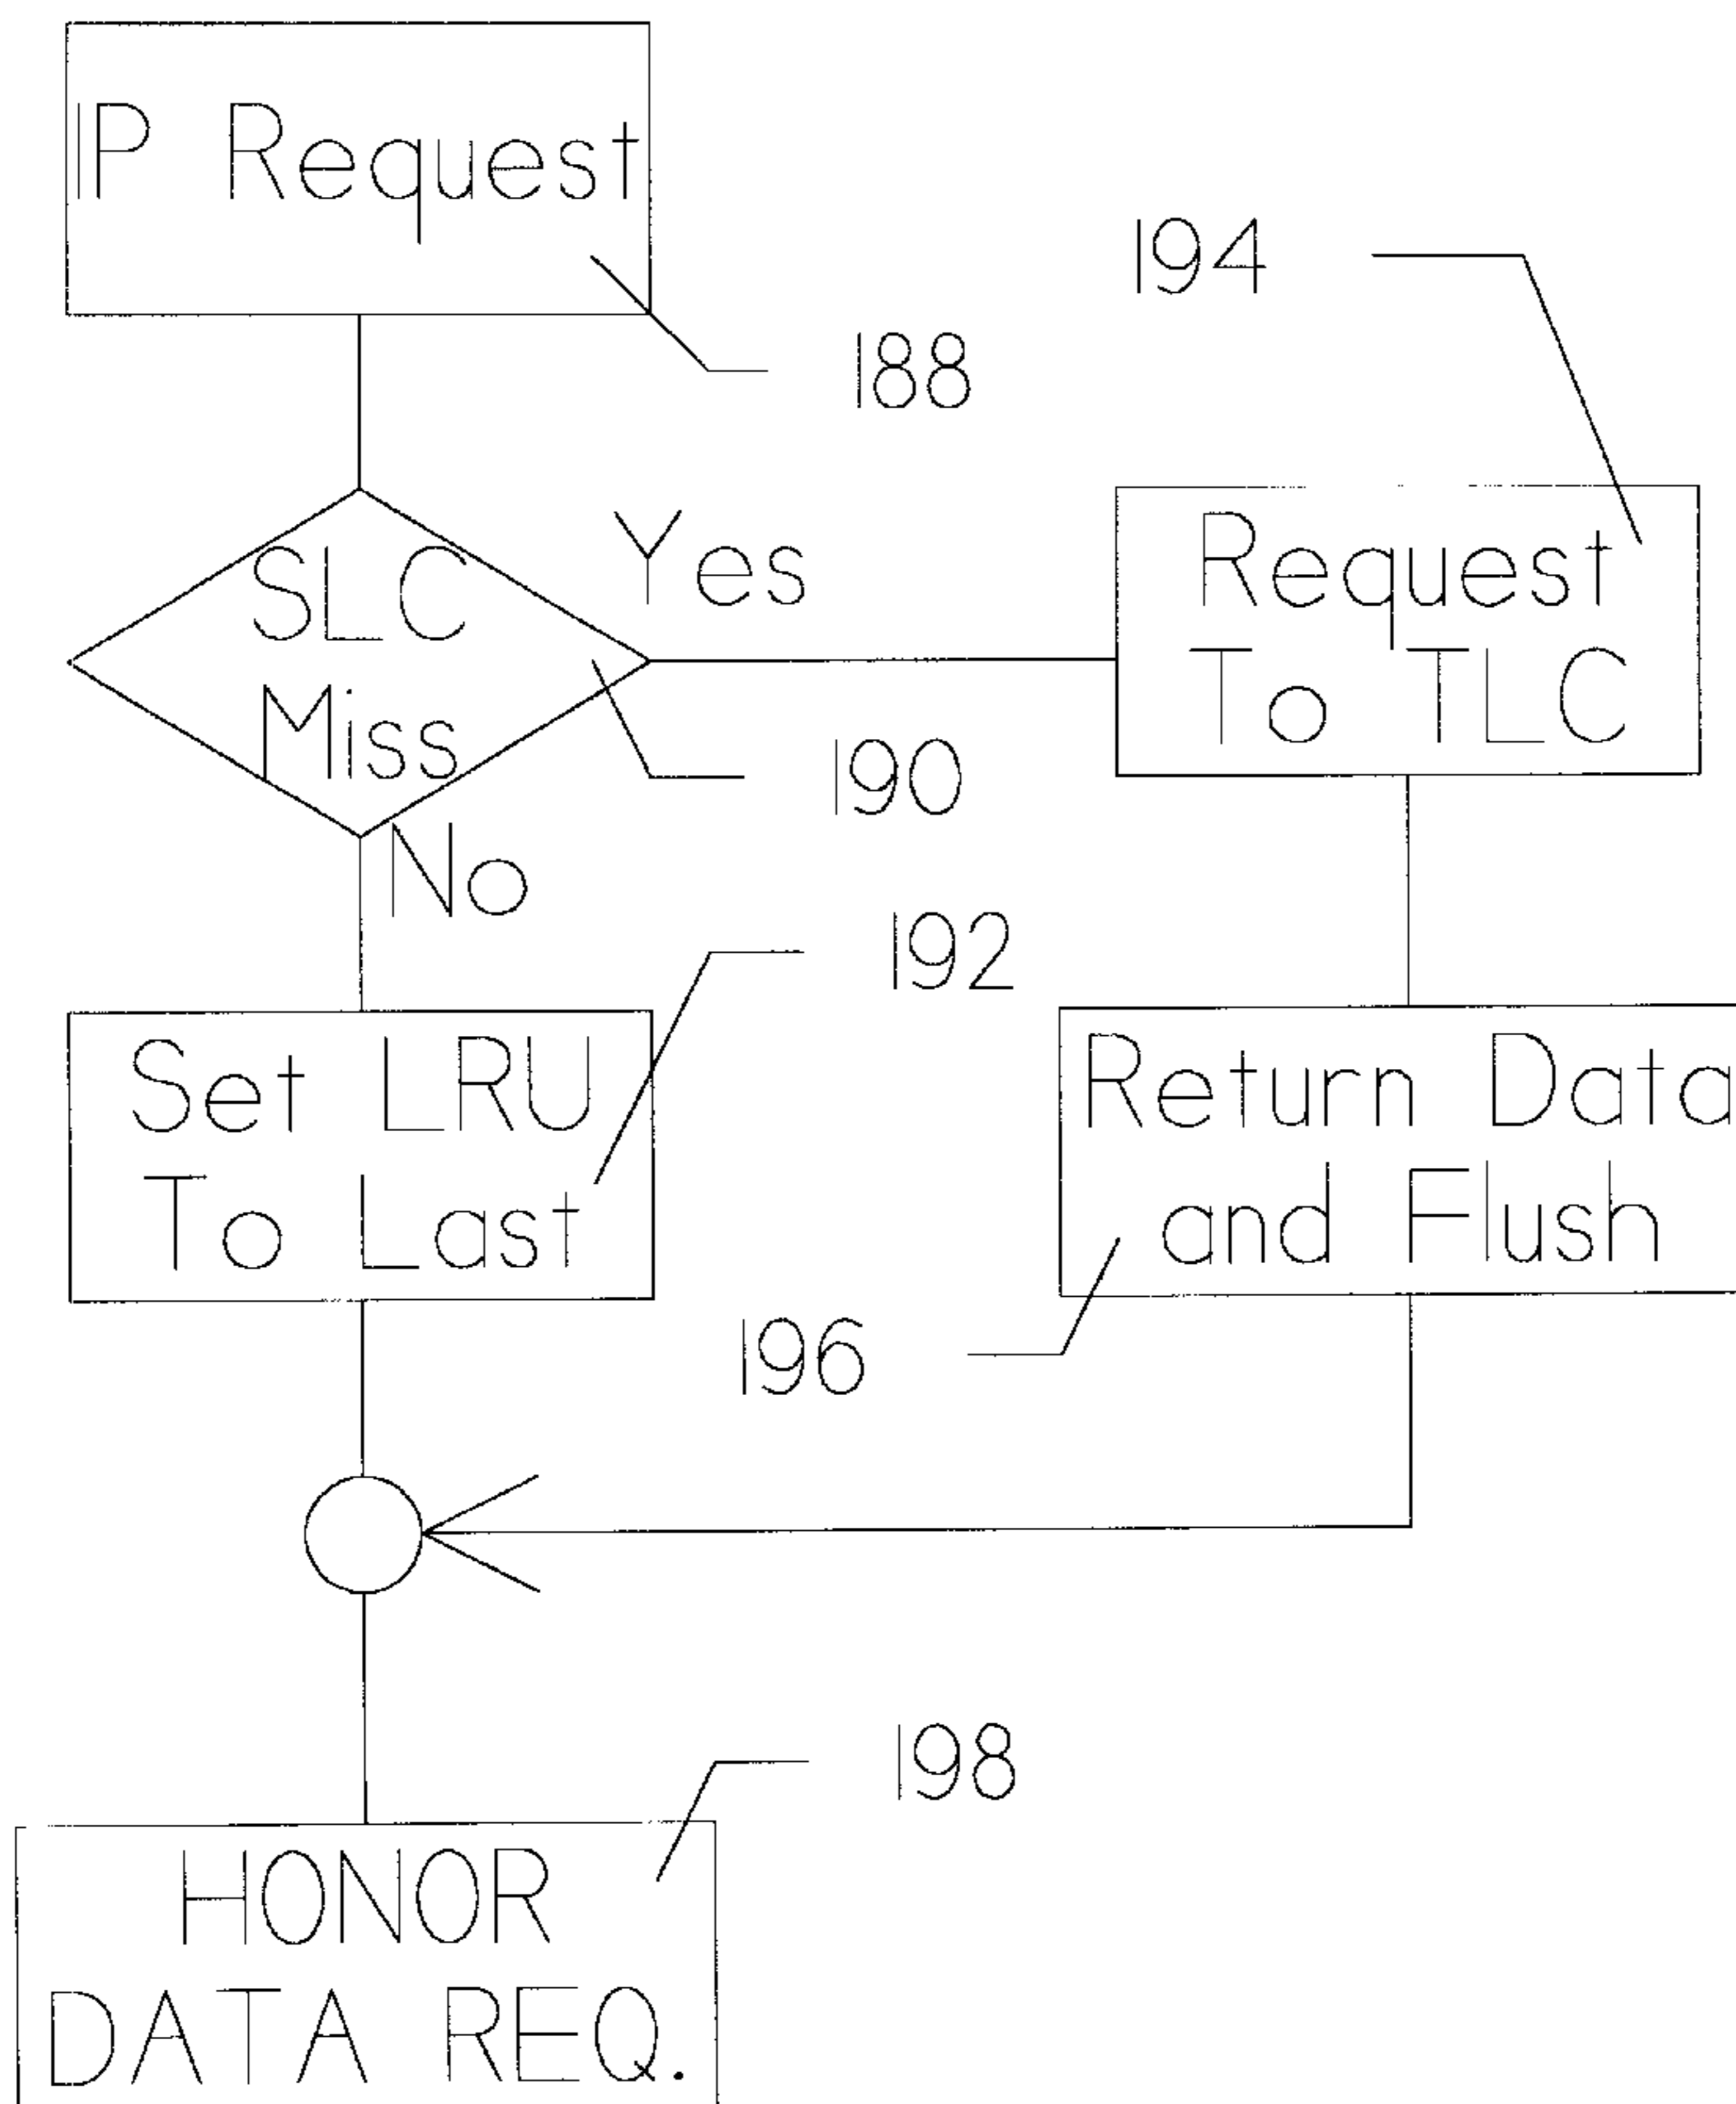 IP Request
194
188
SLC
Miss
Yes
Request
To TLC
190
No
192
Set LRU
To Last
Return Data
and Flush
196
198
HONOR
DATA REQ.